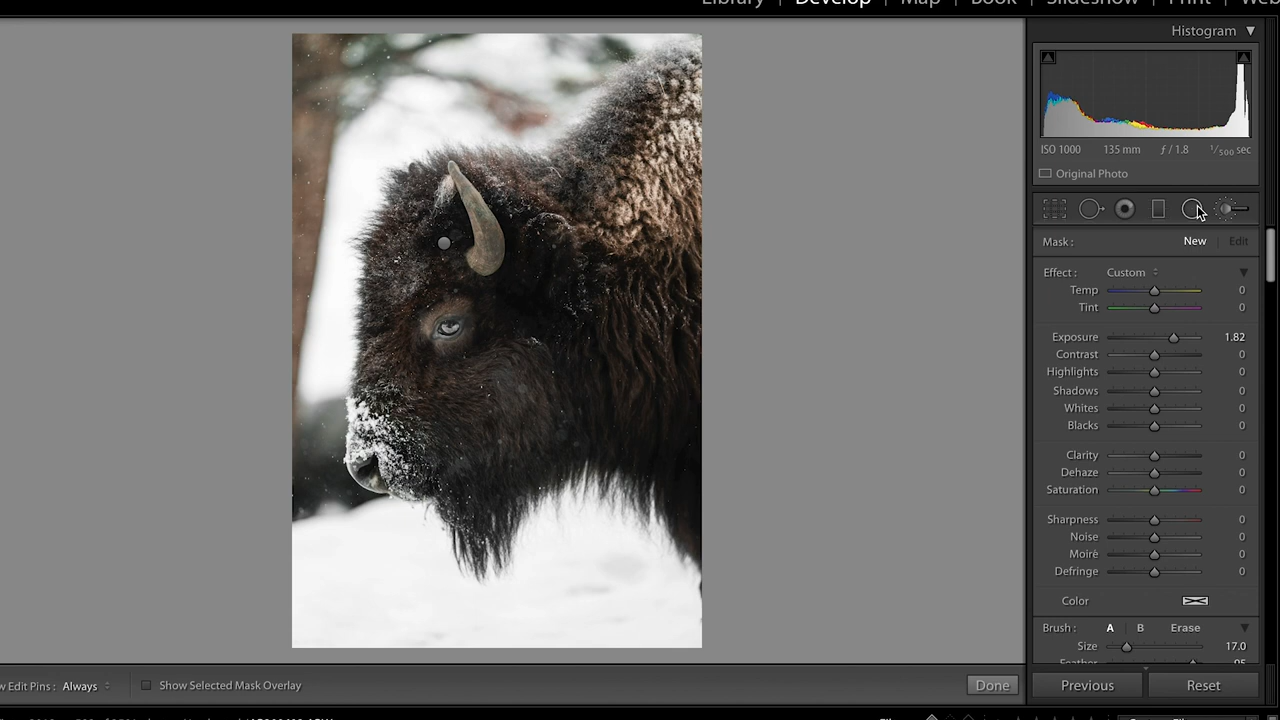 Library | Develop | Map | Book | Slideshow | Print | Web
Histogram
ISO 1000 135 mm ƒ / 1.8 1/500 sec
Original Photo
Mask : New Edit
Effect : Custom
Temp 0
Tint 0
Exposure 1.82
Contrast 0
Highlights 0
Shadows 0
Whites 0
Blacks 0
Clarity 0
Dehaze 0
Saturation 0
Sharpness 0
Noise 0
Moiré 0
Defringe 0
Color
Brush : A B Erase
Size 17.0
Feather 95
Edit Pins : Always Show Selected Mask Overlay Done Previous Reset